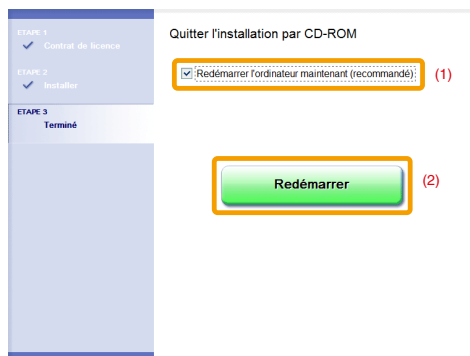 ETAPE 1
Contrat de licence
ETAPE 2
Installer
ETAPE 3
Terminé
Quitter l'installation par CD-ROM
Redémarrer l'ordinateur maintenant (recommandé)
(1)
Redémarrer
(2)